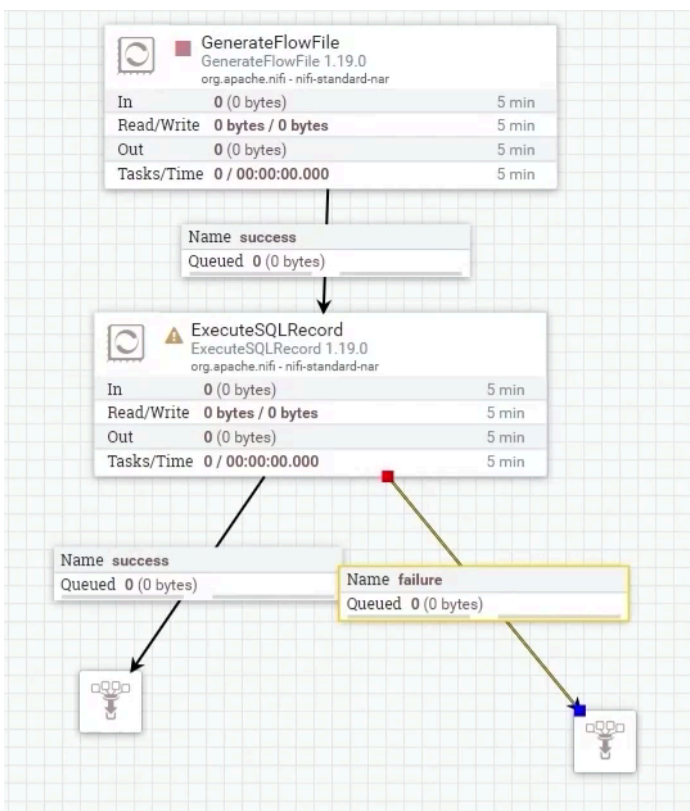 GenerateFlowFile
GenerateFlowFile 1.19.0
org.apache.nifi - nifi-standard-nar
In 0 (0 bytes) 5 min
Read/Write 0 bytes / 0 bytes 5 min
Out 0 (0 bytes) 5 min
Tasks/Time 0 / 00:00:00.000 5 min
Name success
Queued 0 (0 bytes)
ExecuteSQLRecord
ExecuteSQLRecord 1.19.0
org.apache.nifi - nifi-standard-nar
In 0 (0 bytes) 5 min
Read/Write 0 bytes / 0 bytes 5 min
Out 0 (0 bytes) 5 min
Tasks/Time 0 / 00:00:00.000 5 min
Name success
Queued 0 (0 bytes)
Name failure
Queued 0 (0 bytes)